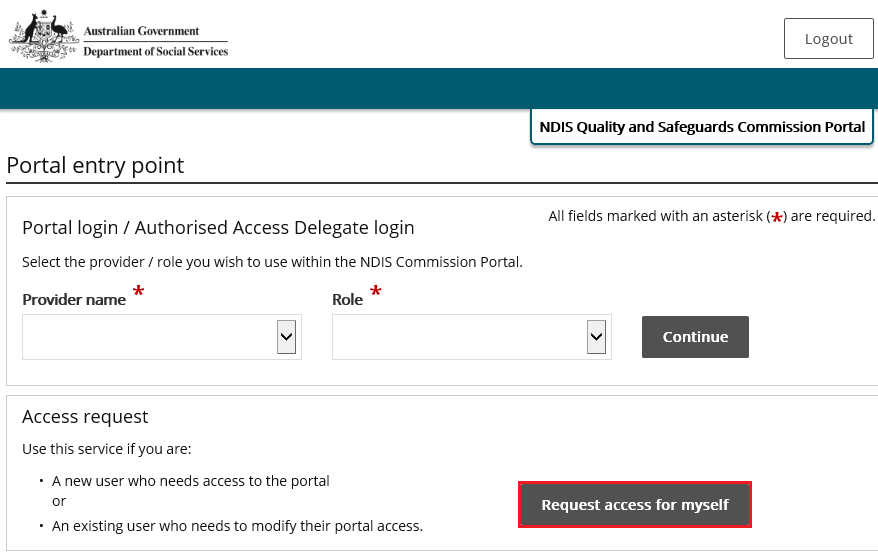 Australian Government
Department of Social Services
Logout
NDIS Quality and Safeguards Commission Portal
Portal entry point
All fields marked with an asterisk (*) are required.
Portal login / Authorised Access Delegate login
Select the provider / role you wish to use within the NDIS Commission Portal.
Provider name *
Role *
Continue
Access request
Use this service if you are:
• A new user who needs access to the portal
or
• An existing user who needs to modify their portal access.
Request access for myself